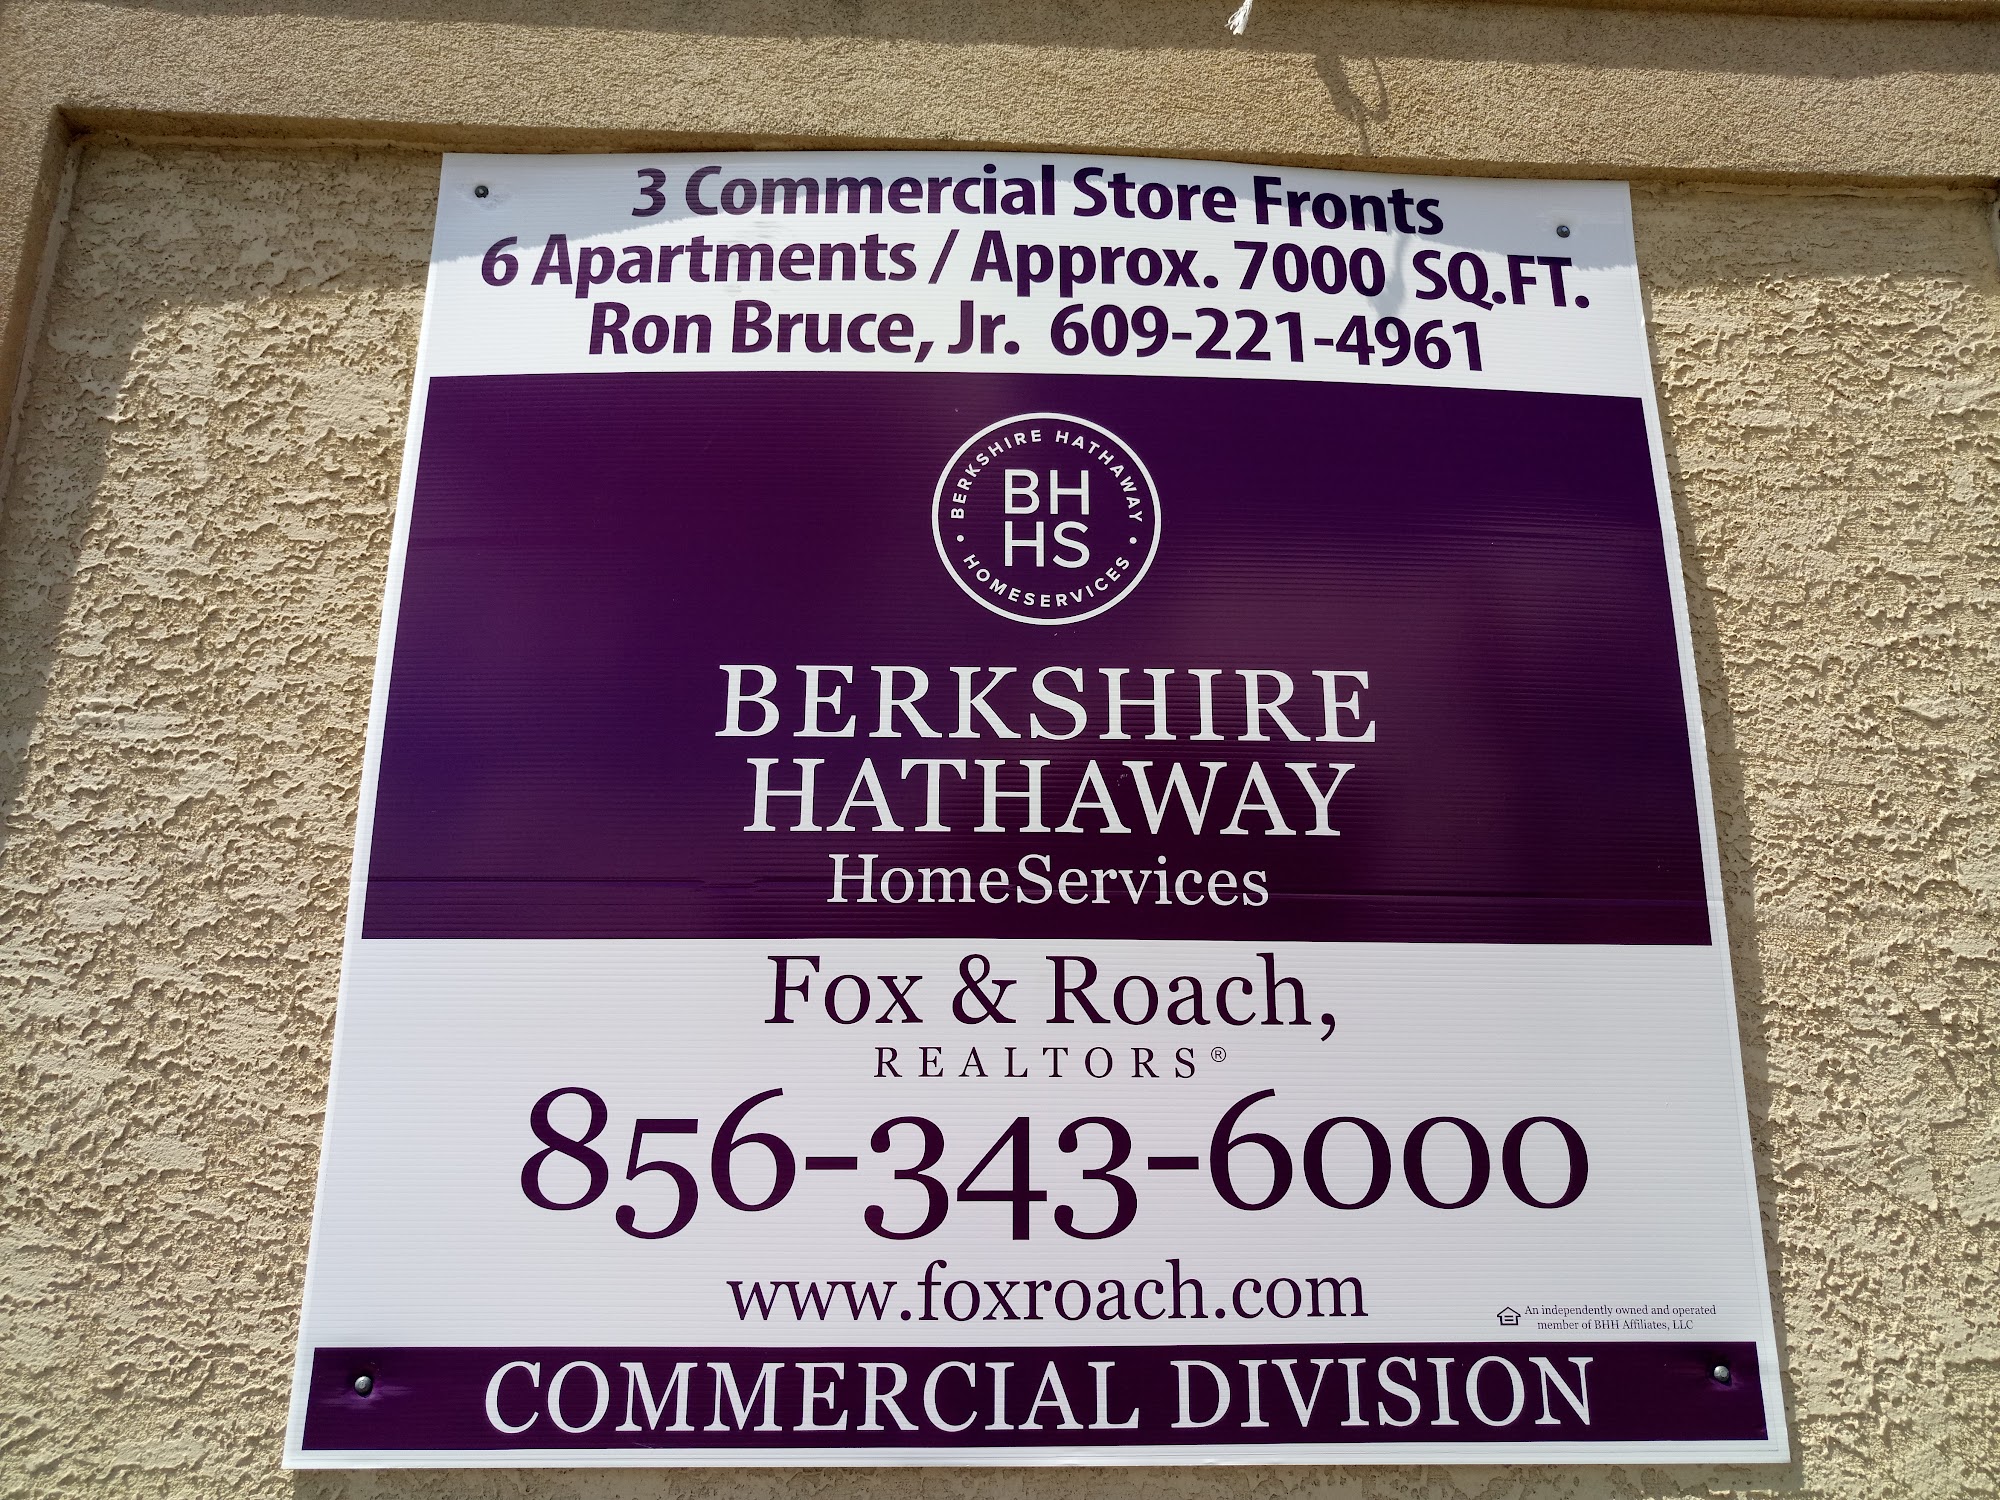 3 Commercial Store Fronts
6 Apartments / Approx. 7000 SQ.FT.
Ron Bruce, Jr. 609-221-4961
BERKSHIRE HATHAWAY
BH
HS
• HOMESERVICES •
BERKSHIRE
HATHAWAY
HomeServices
Fox & Roach,
REALTORS®
856-343-6000
www.foxroach.com
An independently owned and operated
member of BHH Affiliates, LLC
COMMERCIAL DIVISION